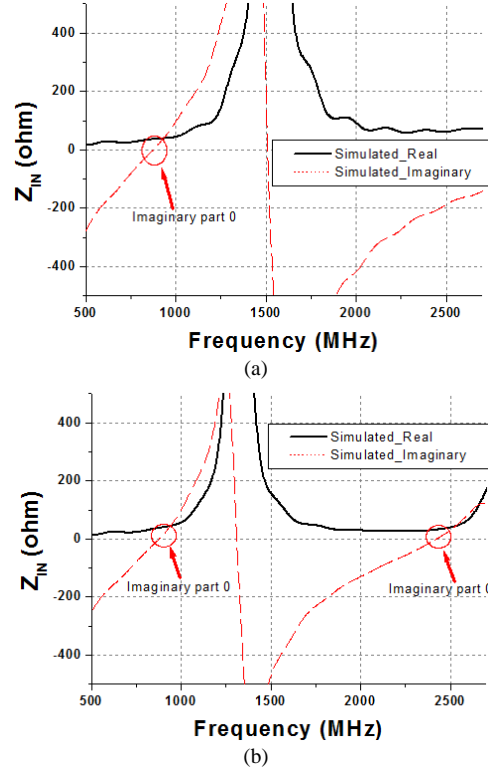 400
200
0
-200
-400
Z_IN (ohm)
Simulated_Real
Simulated_Imaginary
Imaginary part 0
500 1000 1500 2000 2500
Frequency (MHz)
(a)
400
200
0
-200
-400
Z_IN (ohm)
Simulated_Real
Simulated_Imaginary
Imaginary part 0
Imaginary part 0
500 1000 1500 2000 2500
Frequency (MHz)
(b)